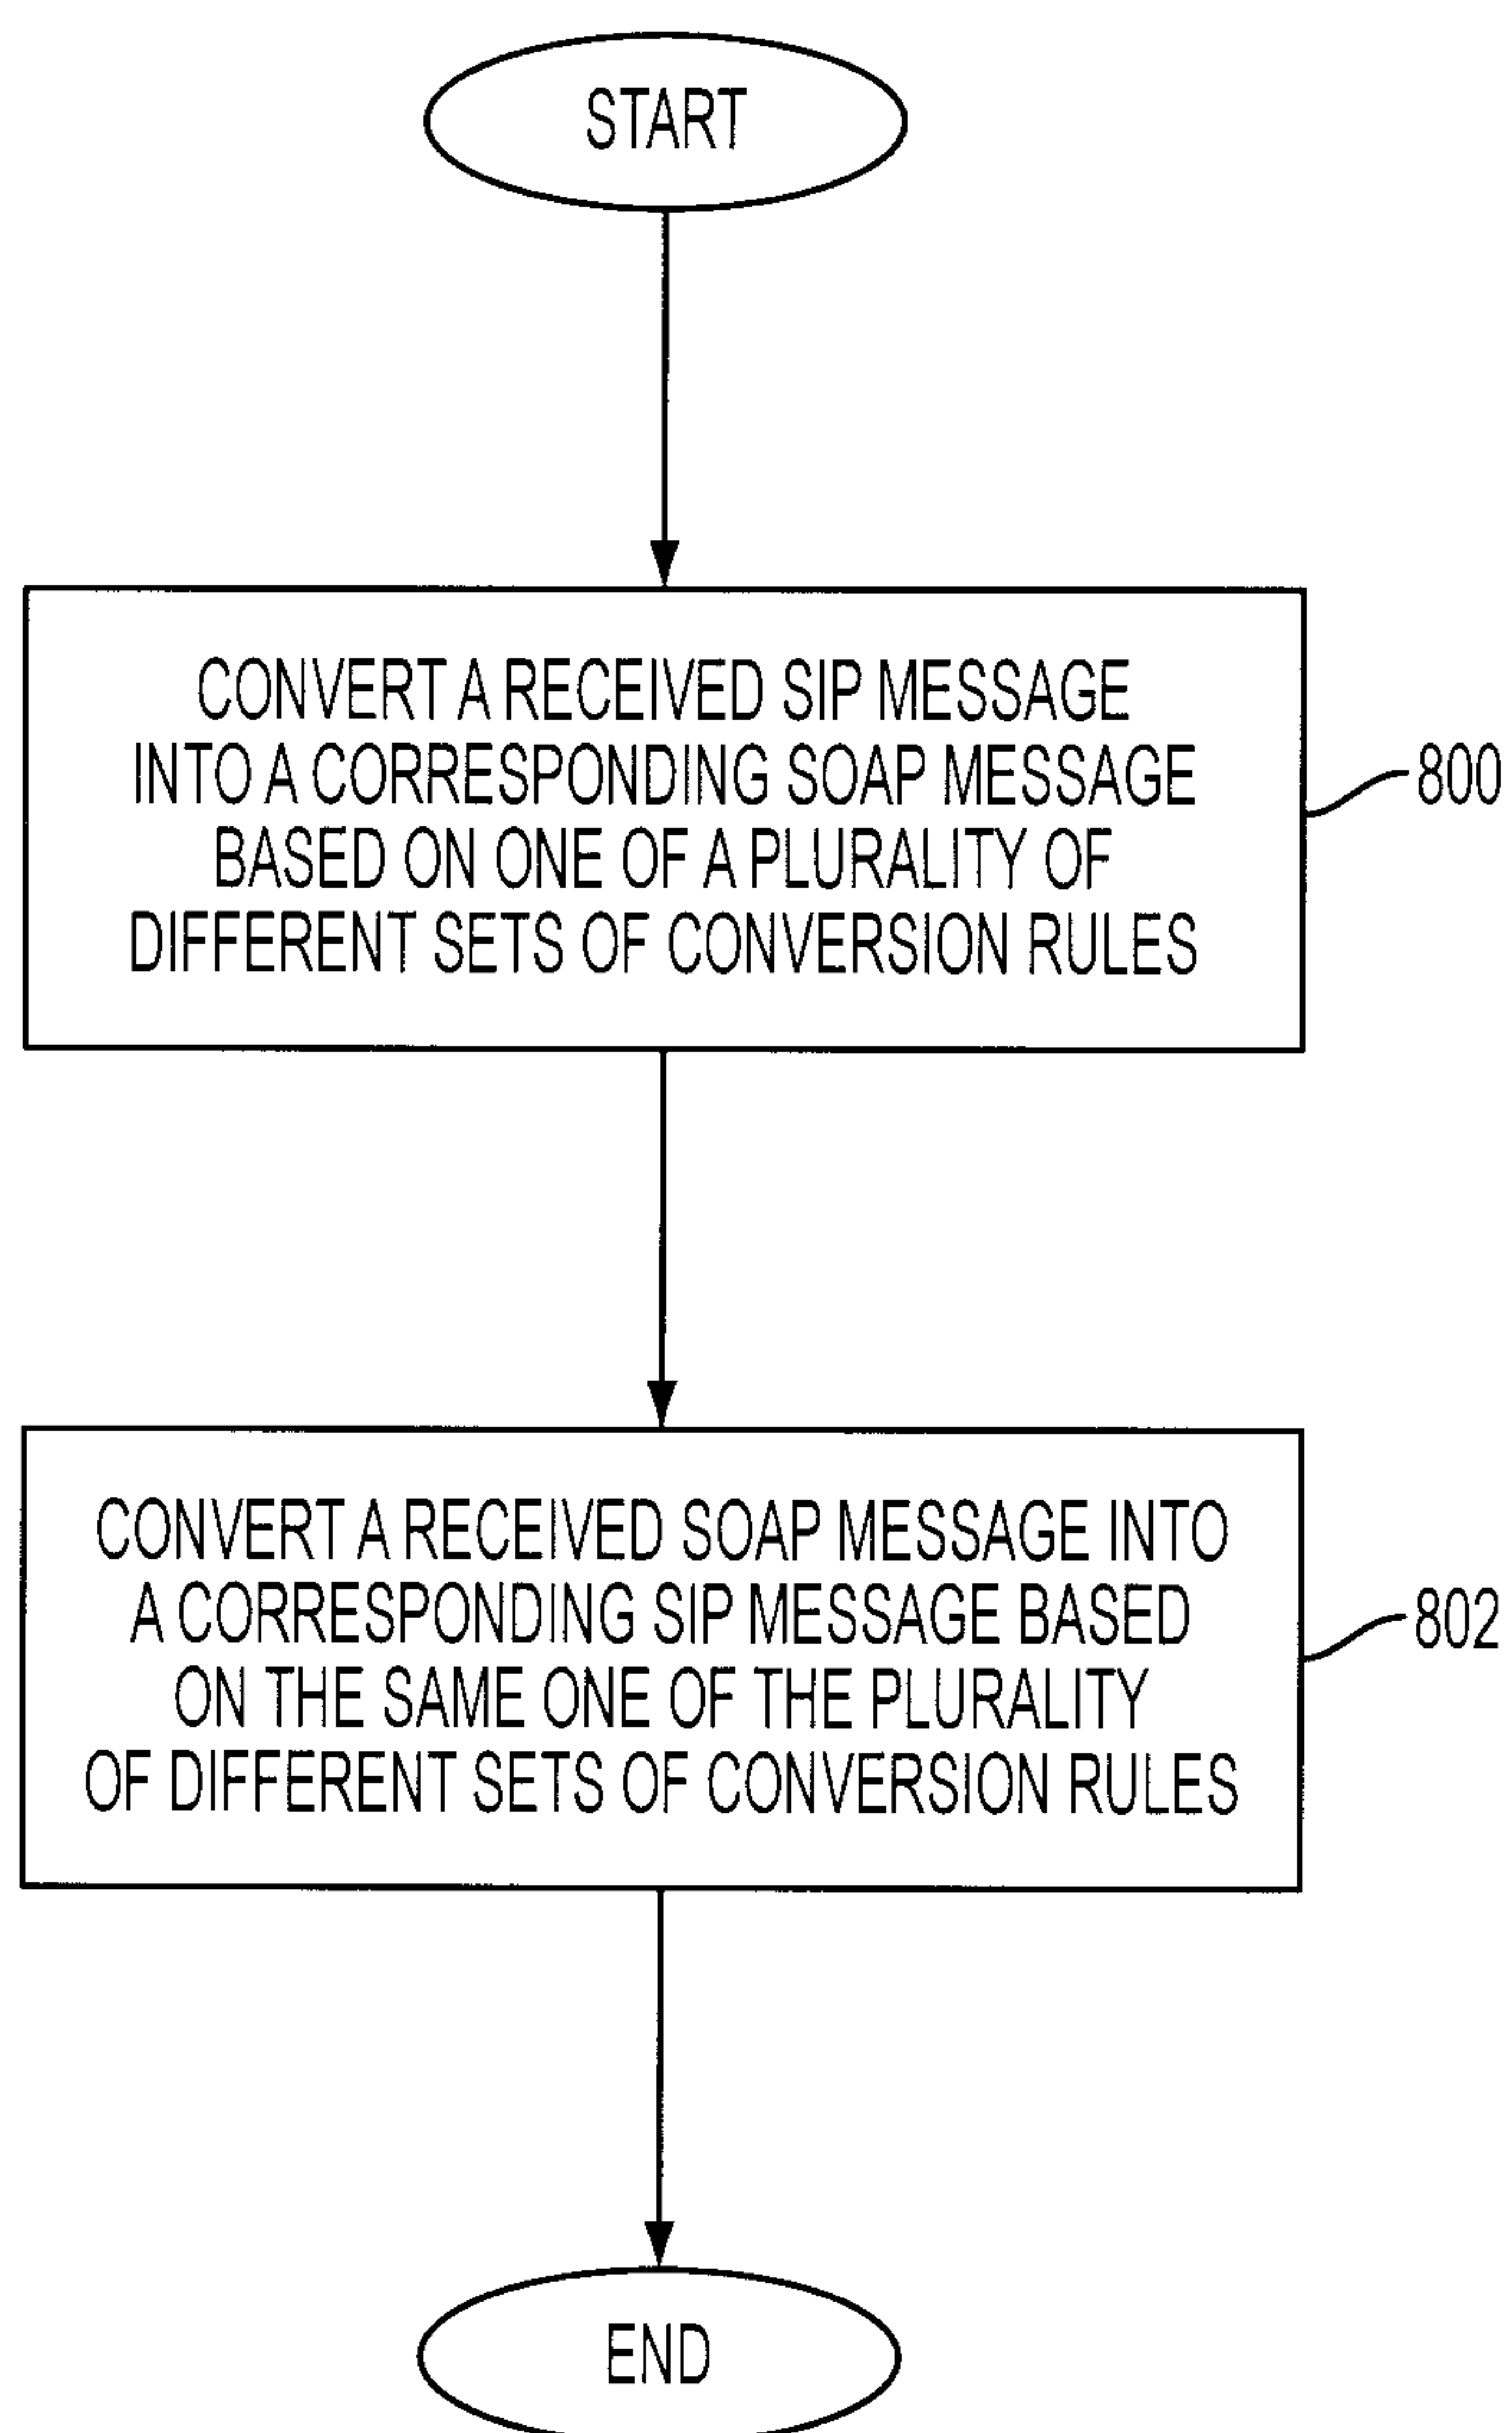 START
CONVERT A RECEIVED SIP MESSAGE
INTO A CORRESPONDING SOAP MESSAGE
BASED ON ONE OF A PLURALITY OF
DIFFERENT SETS OF CONVERSION RULES
800
CONVERT A RECEIVED SOAP MESSAGE INTO
A CORRESPONDING SIP MESSAGE BASED
ON THE SAME ONE OF THE PLURALITY
OF DIFFERENT SETS OF CONVERSION RULES
802
END